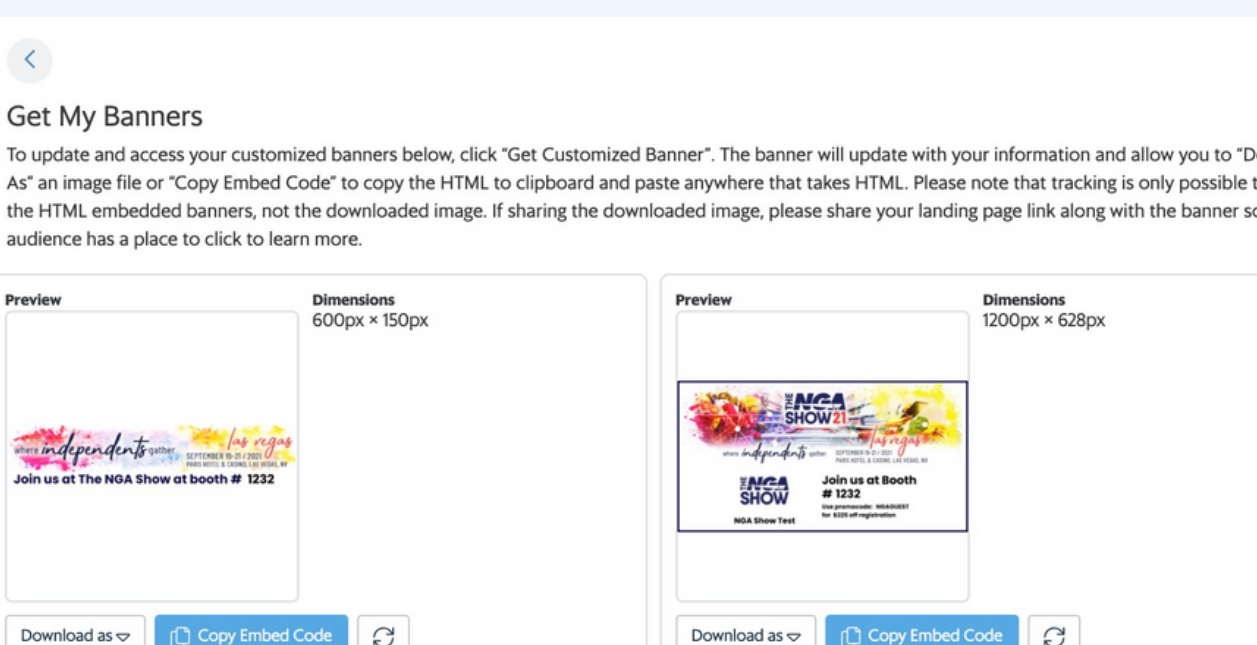 Get My Banners
To update and access your customized banners below, click “Get Customized Banner”. The banner will update with your information and allow you to “D
As” an image file or “Copy Embed Code” to copy the HTML to clipboard and paste anywhere that takes HTML. Please note that tracking is only possible t
the HTML embedded banners, not the downloaded image. If sharing the downloaded image, please share your landing page link along with the banner so
audience has a place to click to learn more.
Preview
Dimensions
600px × 150px
where independents gather
las vegas
SEPTEMBER 19-21 / 2021
PARIS HOTEL & CASINO, LAS VEGAS, NV
Join us at The NGA Show at booth # 1232
Download as
Copy Embed Code
Preview
Dimensions
1200px × 628px
THE NGA
SHOW21
las vegas
where independents gather
SEPTEMBER 19-21 / 2021
PARIS HOTEL & CASINO, LAS VEGAS, NV
THE NGA
SHOW
NGA Show Test
Join us at Booth
# 1232
Use promocode: NGAGUEST
for $225 off registration
Download as
Copy Embed Code